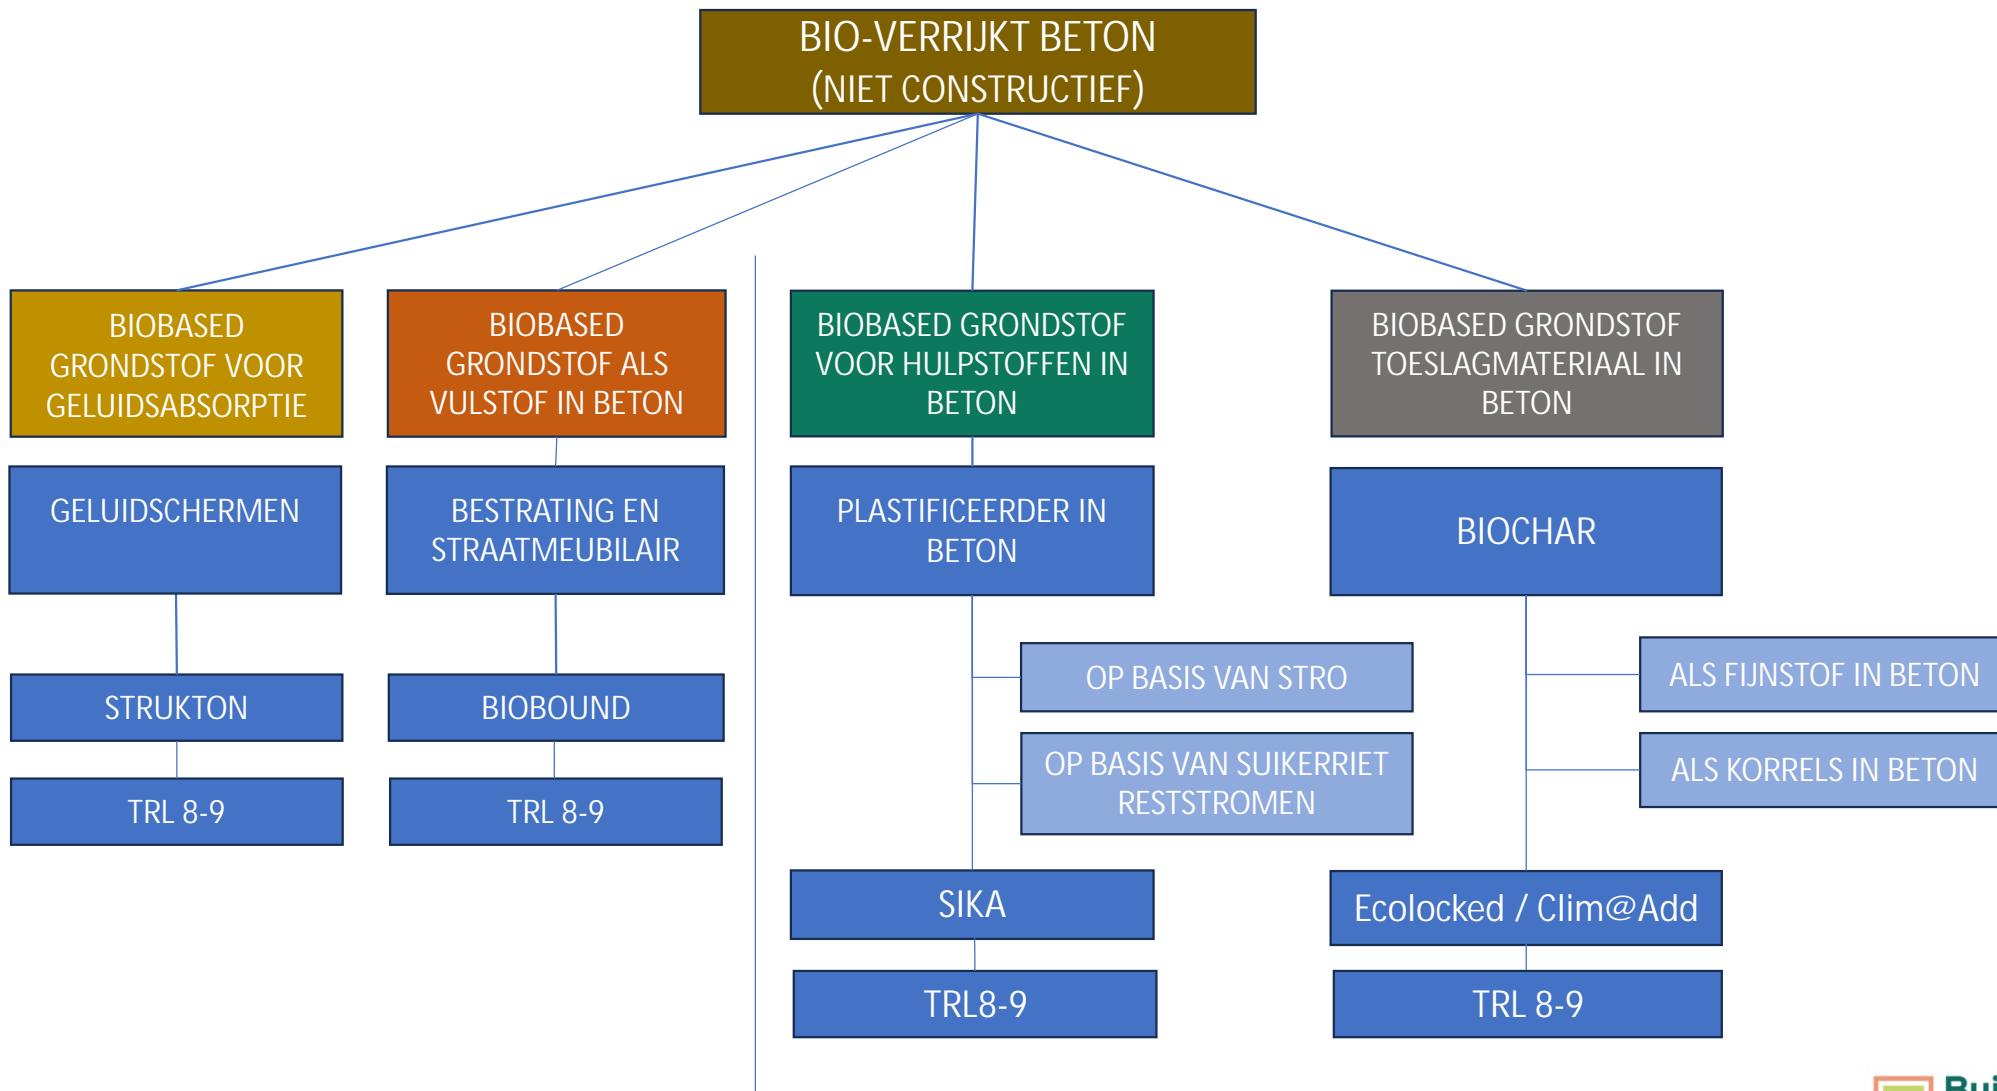 BIO-VERRIJKT BETON
(NIET CONSTRUCTIEF)
BIOBASED
GRONDSTOF VOOR
GELUIDSABSORPTIE
GELUIDSCHERMEN
STRUKTON
TRL 8-9
BIOBASED
GRONDSTOF ALS
VULSTOF IN BETON
BESTRATING EN
STRAATMEUBILAIR
BIOBOUND
TRL 8-9
BIOBASED GRONDSTOF
VOOR HULPSTOFFEN IN
BETON
PLASTIFICEERDER IN
BETON
OP BASIS VAN STRO
OP BASIS VAN SUIKERRIET
RESTSTROMEN
SIKA
TRL8-9
BIOBASED GRONDSTOF
TOESLAGMATERIAAL IN
BETON
BIOCHAR
ALS FIJNSTOF IN BETON
ALS KORRELS IN BETON
Ecolocked / Clim@Add
TRL 8-9